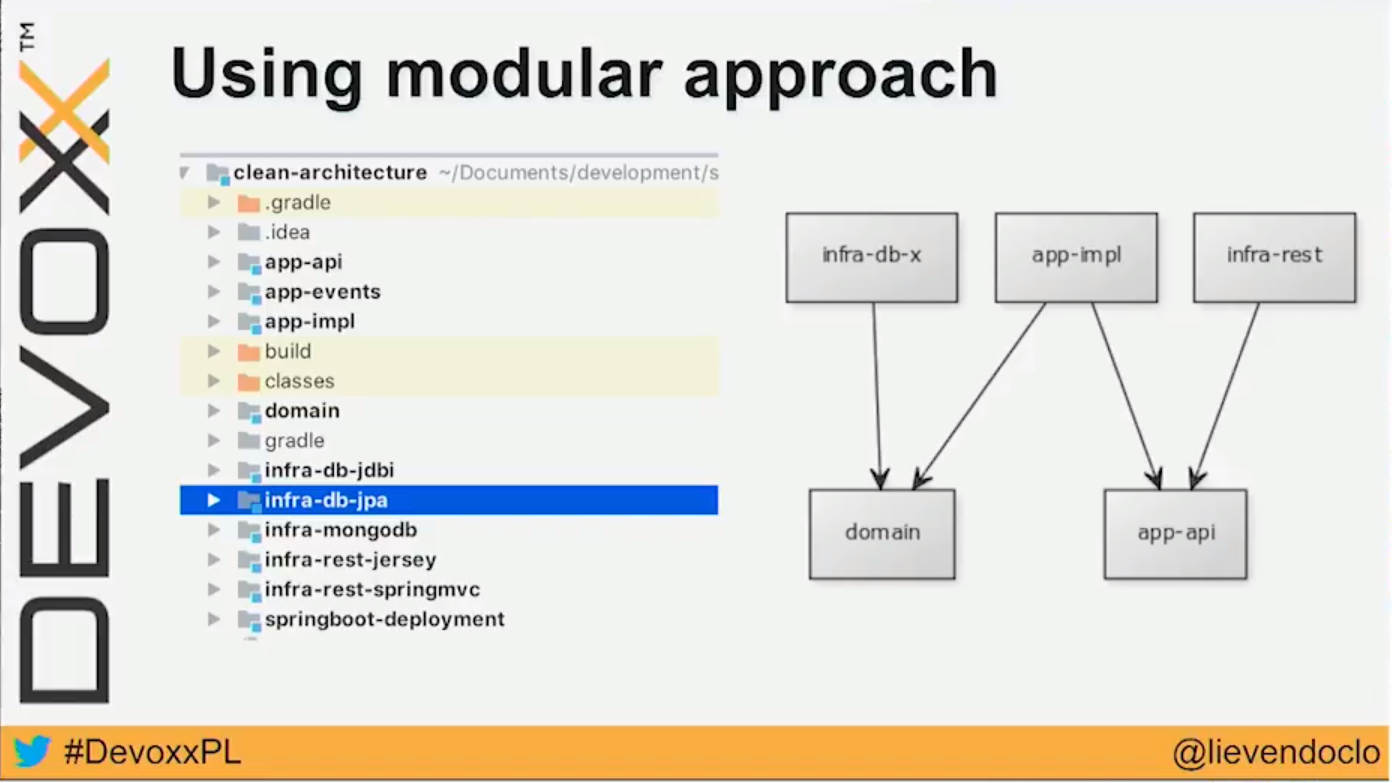 DEVOXX™
Using modular approach
clean-architecture ~/Documents/development/s
.gradle
.idea
app-api
app-events
app-impl
build
classes
domain
gradle
infra-db-jdbi
infra-db-jpa
infra-mongodb
infra-rest-jersey
infra-rest-springmvc
springboot-deployment
infra-db-x
app-impl
infra-rest
domain
app-api
#DevoxxPL
@lievendoclo